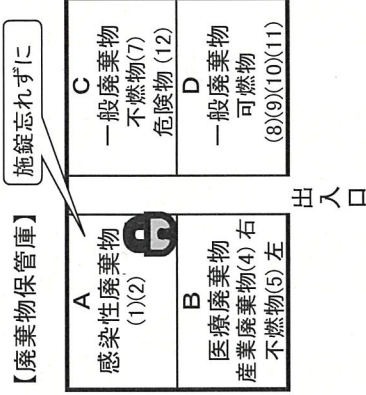 【廃棄物保管庫】
施錠忘れずに
A
感染性廃棄物
(1)(2)
B
医療廃棄物
産業廃棄物(4) 右
不燃物(5) 左
C
一般廃棄物
不燃物(7)
危険物 (12)
D
一般廃棄物
可燃物
(8)(9)(10)(11)
出入口